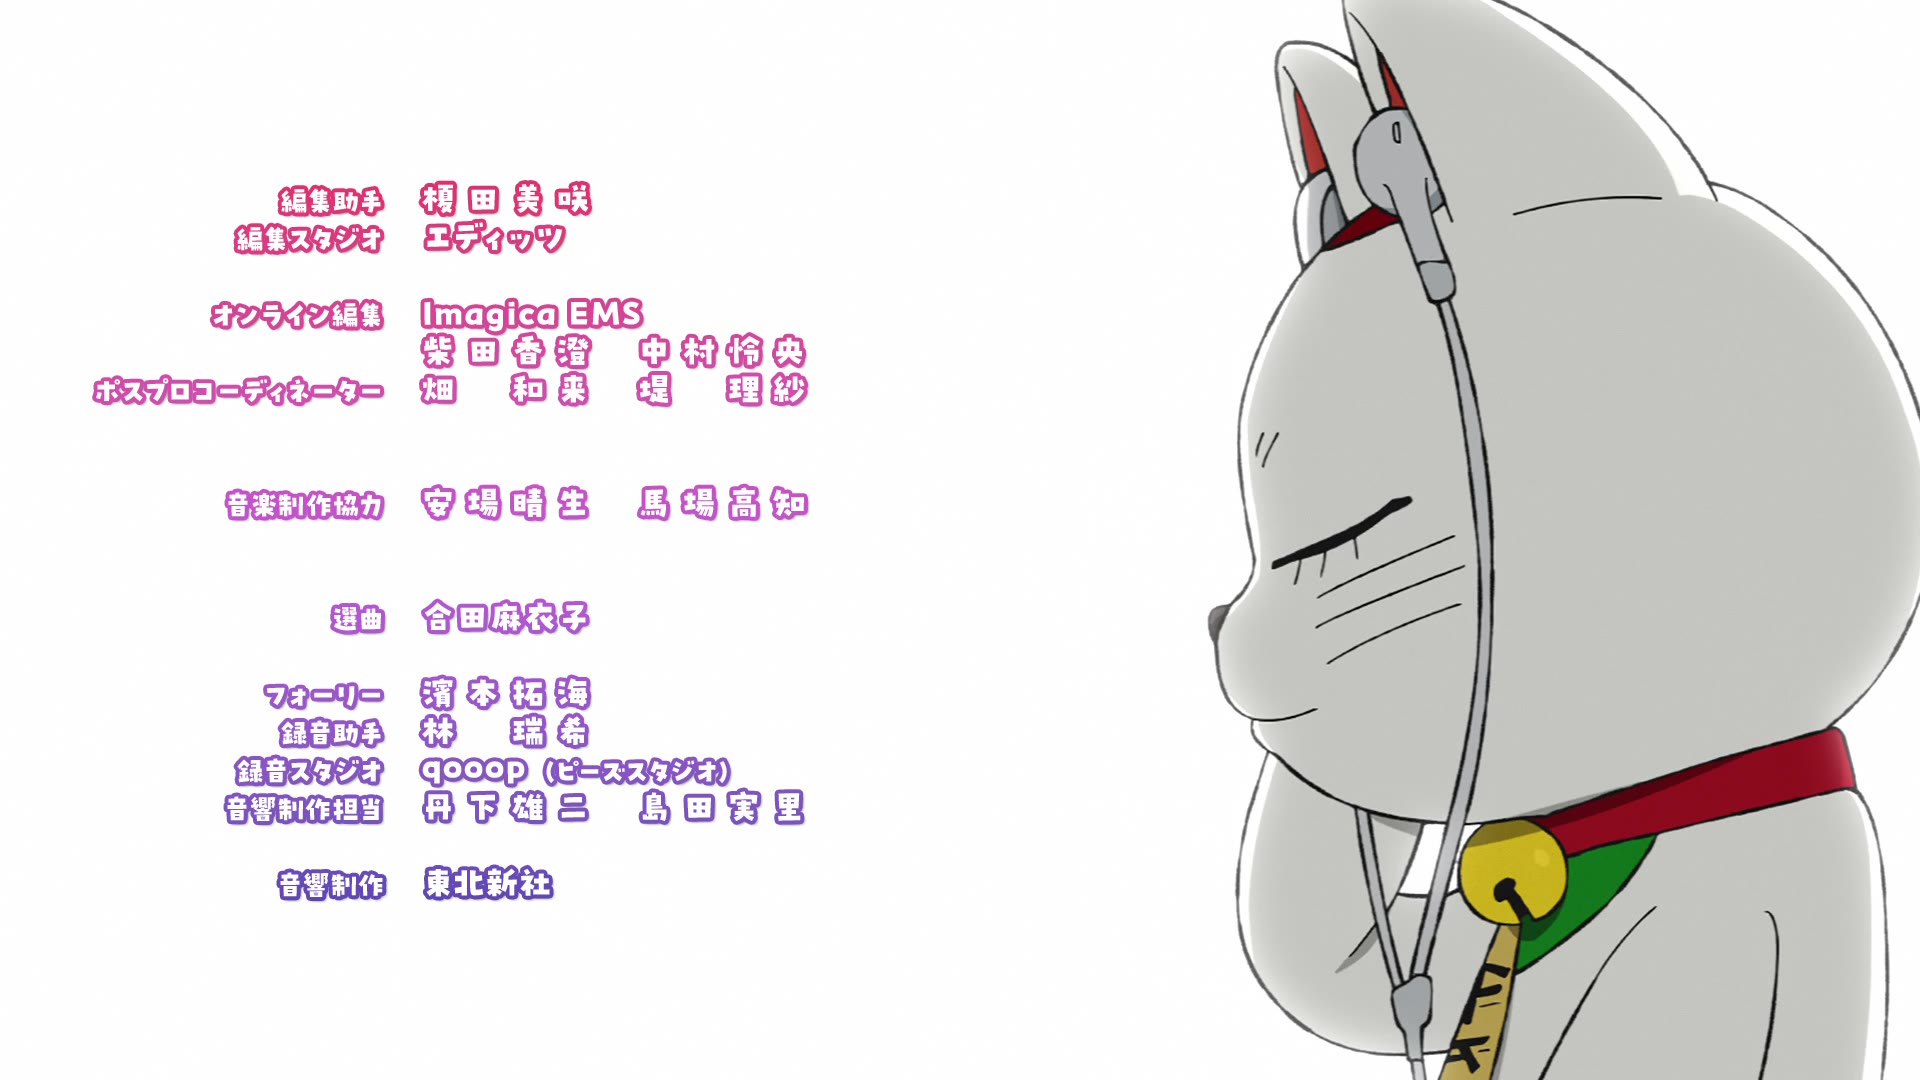 編集助手 榎田美咲
編集スタジオ エディッツ
オンライン編集 Imagica EMS
柴田香澄 中村怜央
ポスプロコーディネーター 畑 和来 堤 理紗
音楽制作協力 安場晴生 馬場高知
選曲 合田麻衣子
フォーリー 濱本拓海
録音助手 林 瑞希
録音スタジオ qooop（ピーズスタジオ）
音響制作担当 丹下雄二 島田実里
音響制作 東北新社